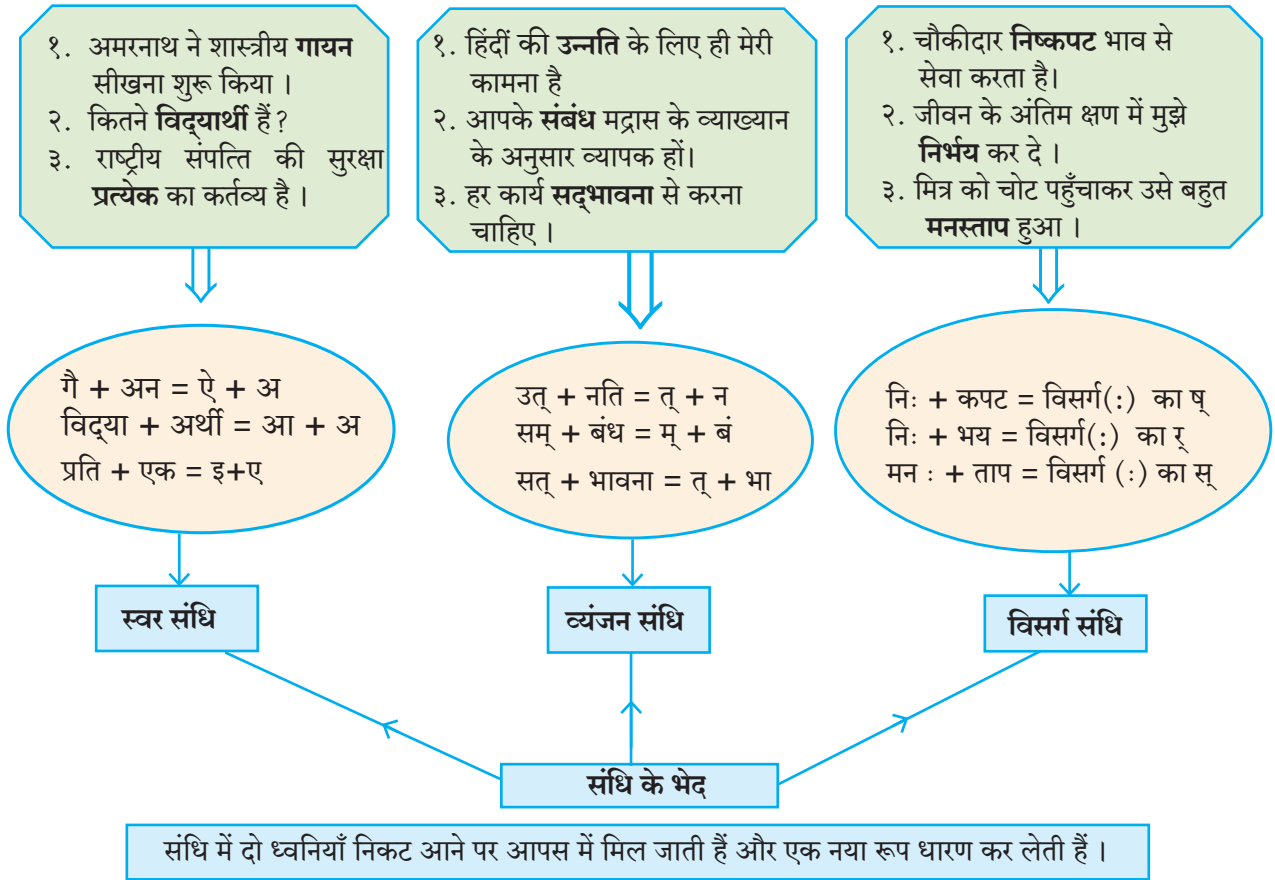 १. अमरनाथ ने शास्त्रीय गायन
सीखना शुरू किया ।
२. कितने विद्‌यार्थी हैं ?
३. राष्ट्रीय संपत्ति की सुरक्षा
प्रत्येक का कर्तव्य है ।
१. हिंदीं की उन्नति के लिए ही मेरी
कामना है
२. आपके संबंध मद्रास के व्याख्यान
के अनुसार व्यापक हों।
३. हर कार्य सद्‌भावना से करना
चाहिए ।
१. चौकीदार निष्कपट भाव से
सेवा करता है।
२. जीवन के अंतिम क्षण में मुझे
निर्भय कर दे ।
३. मित्र को चोट पहुँचाकर उसे बहुत
मनस्ताप हुआ ।
गै + अन = ऐ + अ
विद्‌या + अर्थी = आ + अ
प्रति + एक = इ+ए
उत् + नति = त् + न
सम् + बंध = म् + बं
सत् + भावना = त् + भा
निः + कपट = विसर्ग(:) का ष्
निः + भय = विसर्ग(:) का र्
मन : + ताप = विसर्ग (:) का स्
स्वर संधि
व्यंजन संधि
विसर्ग संधि
संधि के भेद
संधि में दो ध्वनियाँ निकट आने पर आपस में मिल जाती हैं और एक नया रूप धारण कर लेती हैं ।